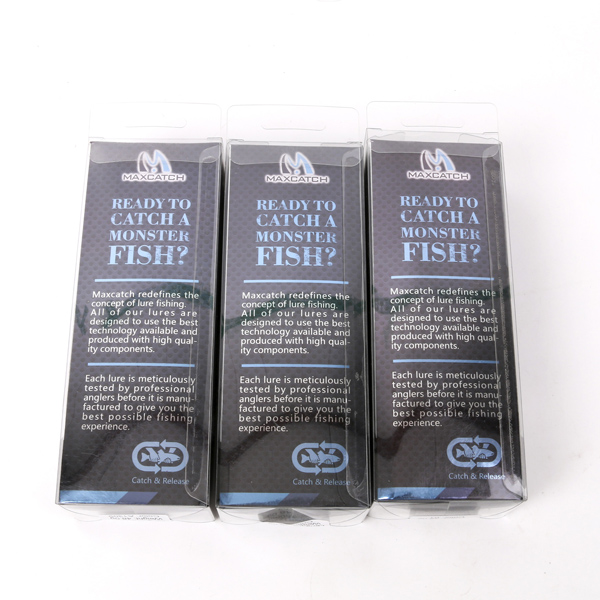 MAXCATCH
READY TO
CATCH A
MONSTER
FISH?
Maxcatch redefines the
concept of lure fishing.
All of our lures are
designed to use the best
technology available and
produced with high qual-
ity components.
Each lure is meticulously
tested by professional
anglers before it is manu-
factured to give you the
best possible fishing
experience.
Catch & Release
MAXCATCH
READY TO
CATCH A
MONSTER
FISH?
Maxcatch redefines the
concept of lure fishing.
All of our lures are
designed to use the best
technology available and
produced with high qual-
ity components.
Each lure is meticulously
tested by professional
anglers before it is manu-
factured to give you the
best possible fishing
experience.
Catch & Release
MAXCATCH
READY TO
CATCH A
MONSTER
FISH?
Maxcatch redefines the
concept of lure fishing.
All of our lures are
designed to use the best
technology available and
produced with high qual-
ity components.
Each lure is meticulously
tested by professional
anglers before it is manu-
factured to give you the
best possible fishing
experience.
Catch & Release